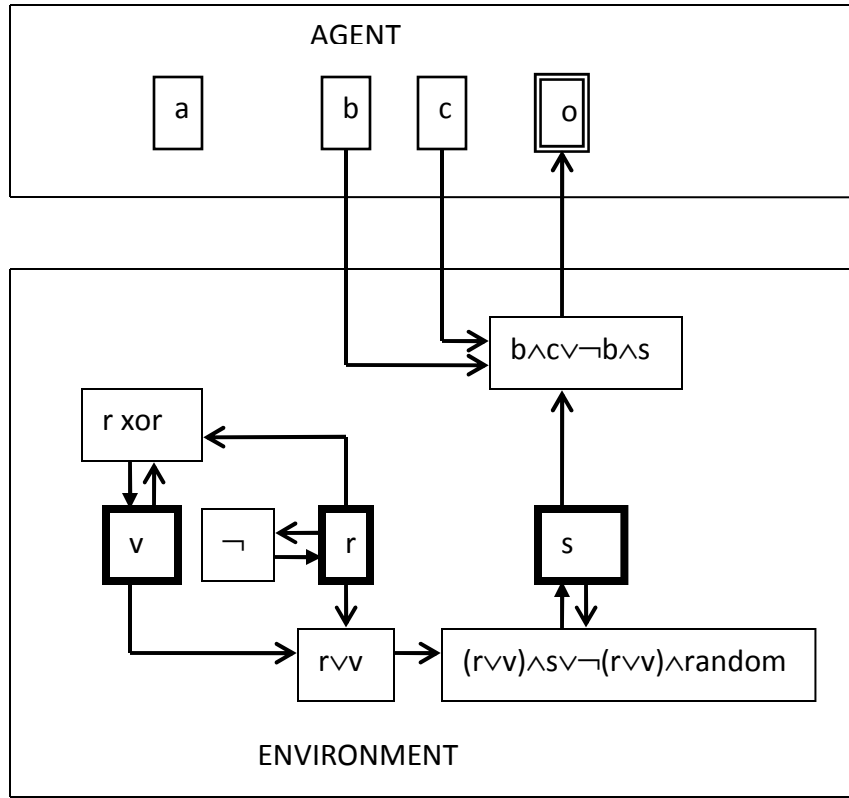 AGENT
a b c o
b∧c∨¬b∧s
r xor
v ¬ r s
r∨v (r∨v)∧s∨¬(r∨v)∧random
ENVIRONMENT